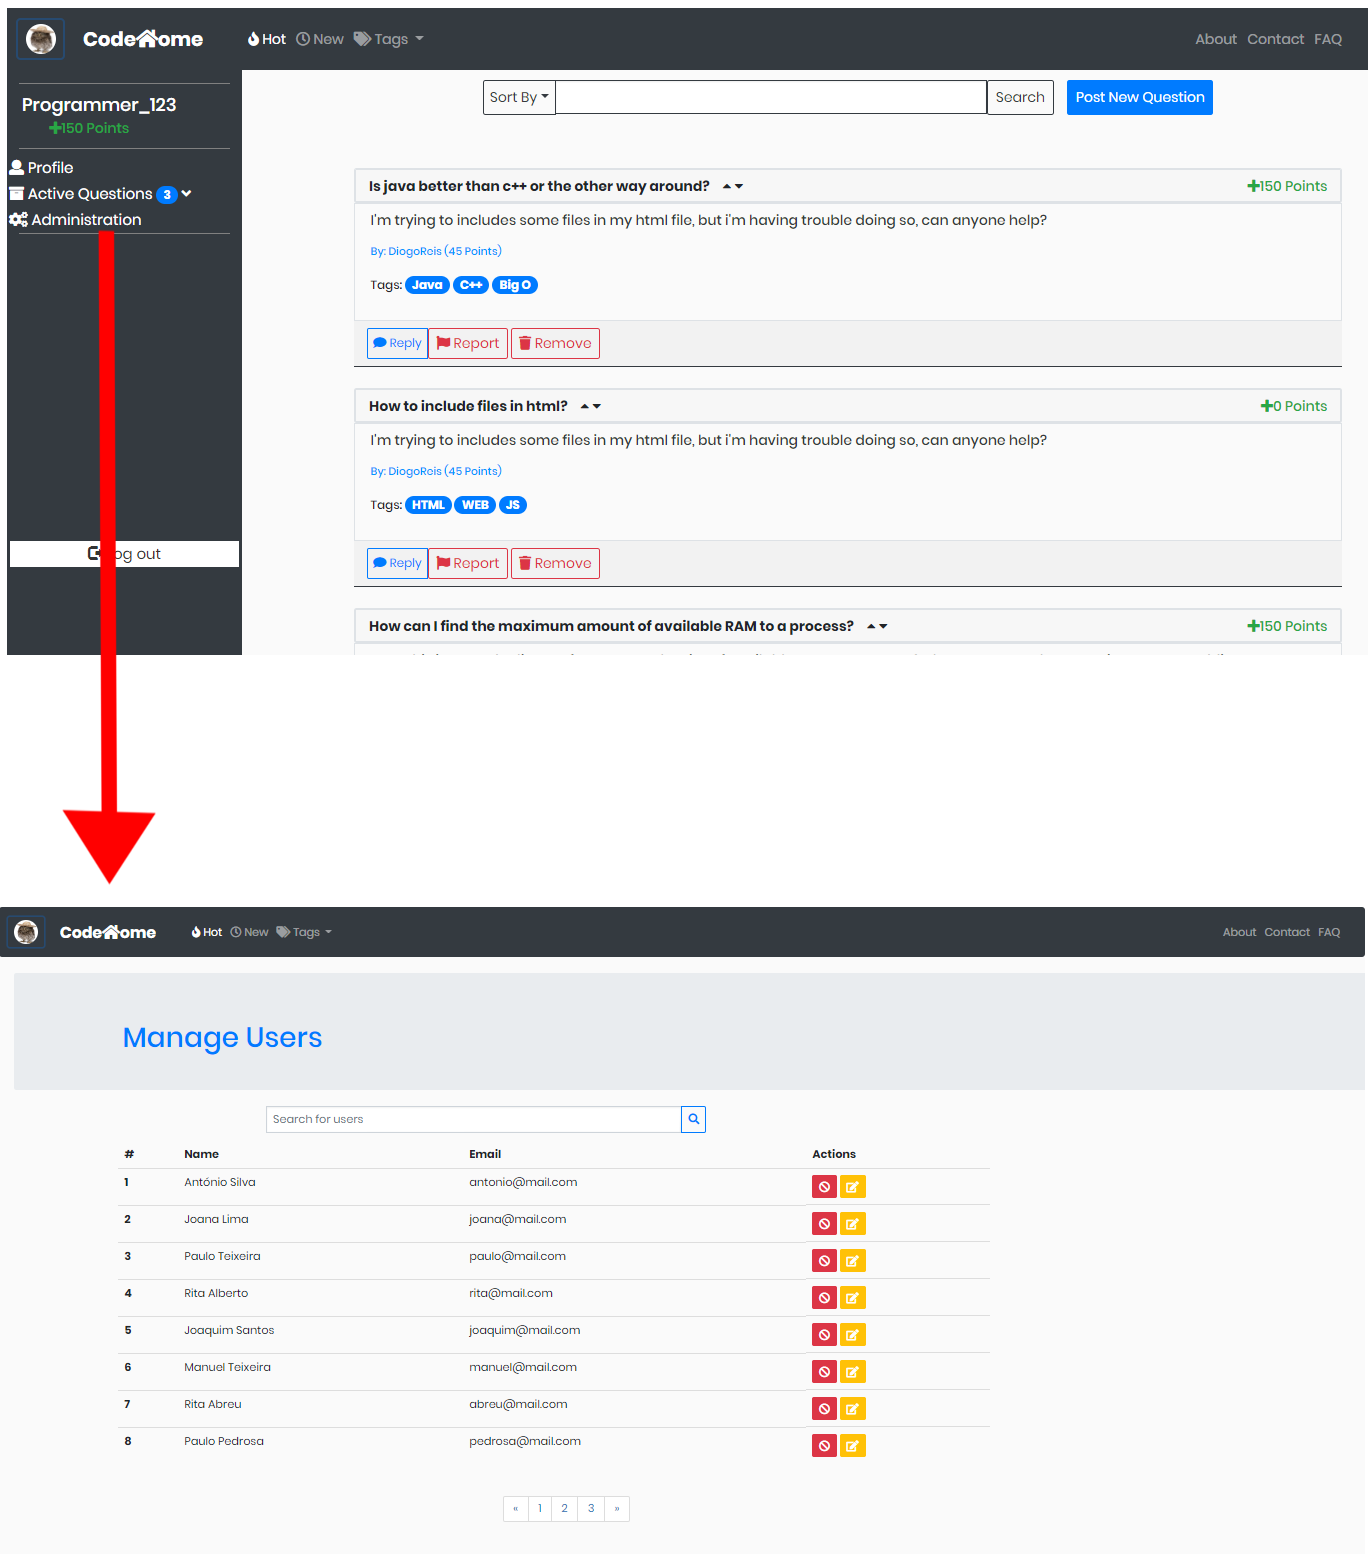 CodeHome Hot New Tags About Contact FAQ
Programmer_123
150 Points
Profile
Active Questions 3
Administration
og out
Sort By Search Post New Question
Is java better than c++ or the other way around? +150 Points
I'm trying to includes some files in my html file, but i'm having trouble doing so, can anyone help?
By: DiogoReis (45 Points)
Tags: Java C++ Big O
Reply Report Remove
How to include files in html? +0 Points
I'm trying to includes some files in my html file, but i'm having trouble doing so, can anyone help?
By: DiogoReis (45 Points)
Tags: HTML WEB JS
Reply Report Remove
How can I find the maximum amount of available RAM to a process? +150 Points
CodeHome Hot New Tags About Contact FAQ
Manage Users
Search for users
# Name Email Actions
1 António Silva antonio@mail.com
2 Joana Lima joana@mail.com
3 Paulo Teixeira paulo@mail.com
4 Rita Alberto rita@mail.com
5 Joaquim Santos joaquim@mail.com
6 Manuel Teixeira manuel@mail.com
7 Rita Abreu abreu@mail.com
8 Paulo Pedrosa pedrosa@mail.com
« 1 2 3 »